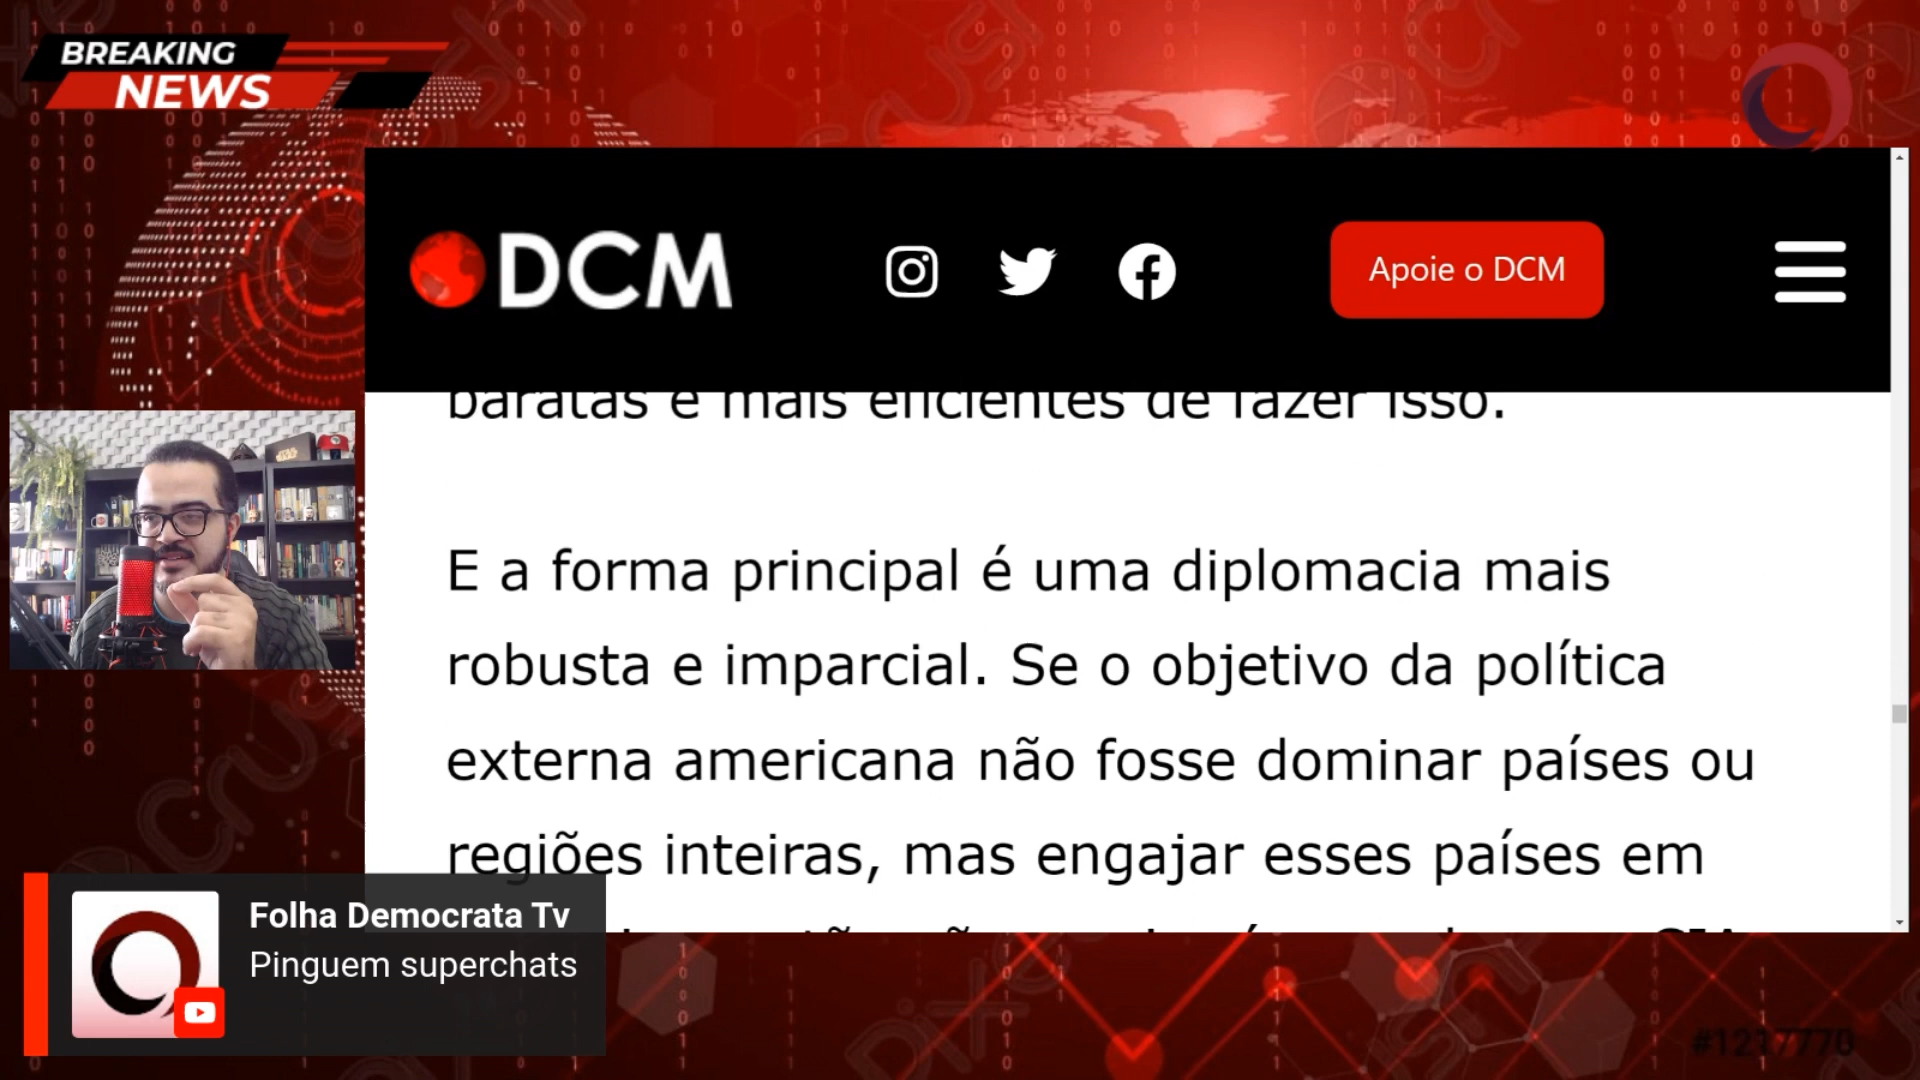 BREAKING
NEWS
DCM
Apoie o DCM
baratas e mais eficientes de fazer isso.
E a forma principal é uma diplomacia mais
robusta e imparcial. Se o objetivo da política
externa americana não fosse dominar países ou
regiões inteiras, mas engajar esses países em
Folha Democrata Tv
Pinguem superchats
#1217770